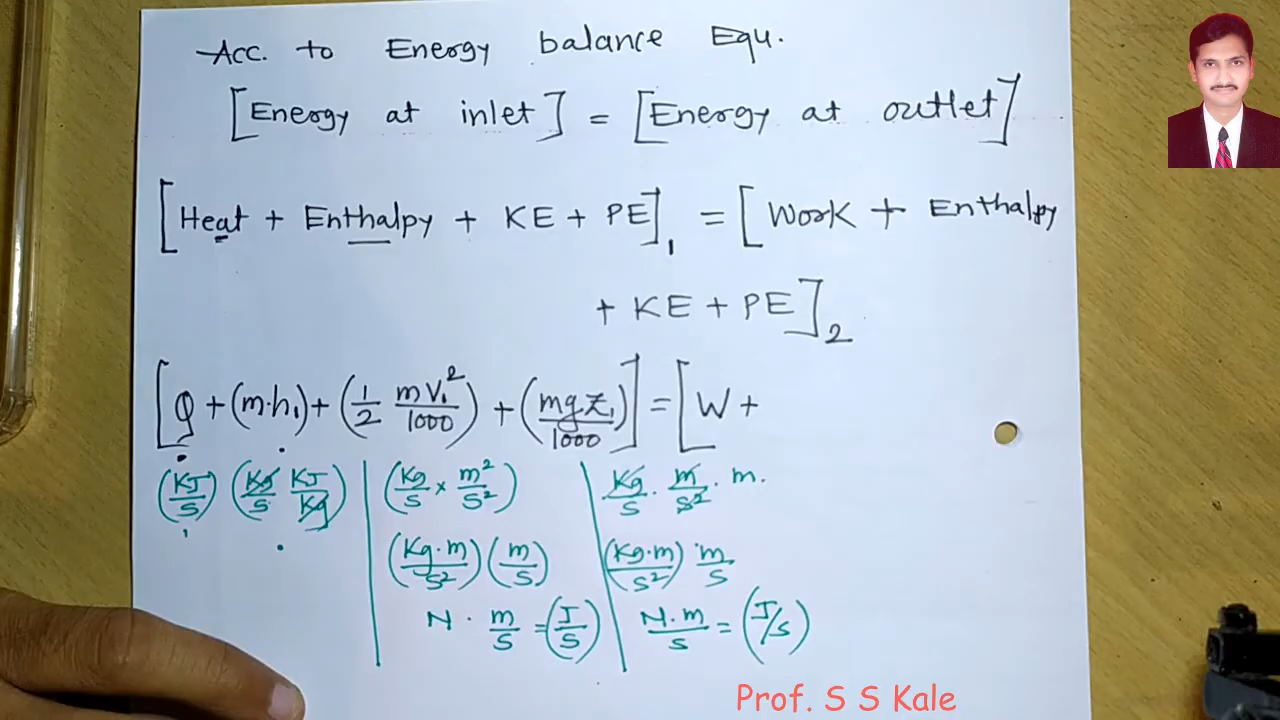 Acc. to Energy balance Equ.
[Energy at inlet] = [Energy at outlet]
[Heat + Enthalpy + KE + PE]₁ = [Work + Enthalpy
+ KE + PE]₂
[Q + (m·h₁) + (1/2 mV₁²/1000) + (mgz₁/1000)] = [W +
(KJ/s) (Kg/s KJ/Kg) | (Kg/s × m²/s²) | Kg/s · m/s² · m.
(Kg·m/s²) (m/s) | (Kg·m/s²) m/s
N · m/s = (J/s) | N·m/s = (J/s)
Prof. S S Kale